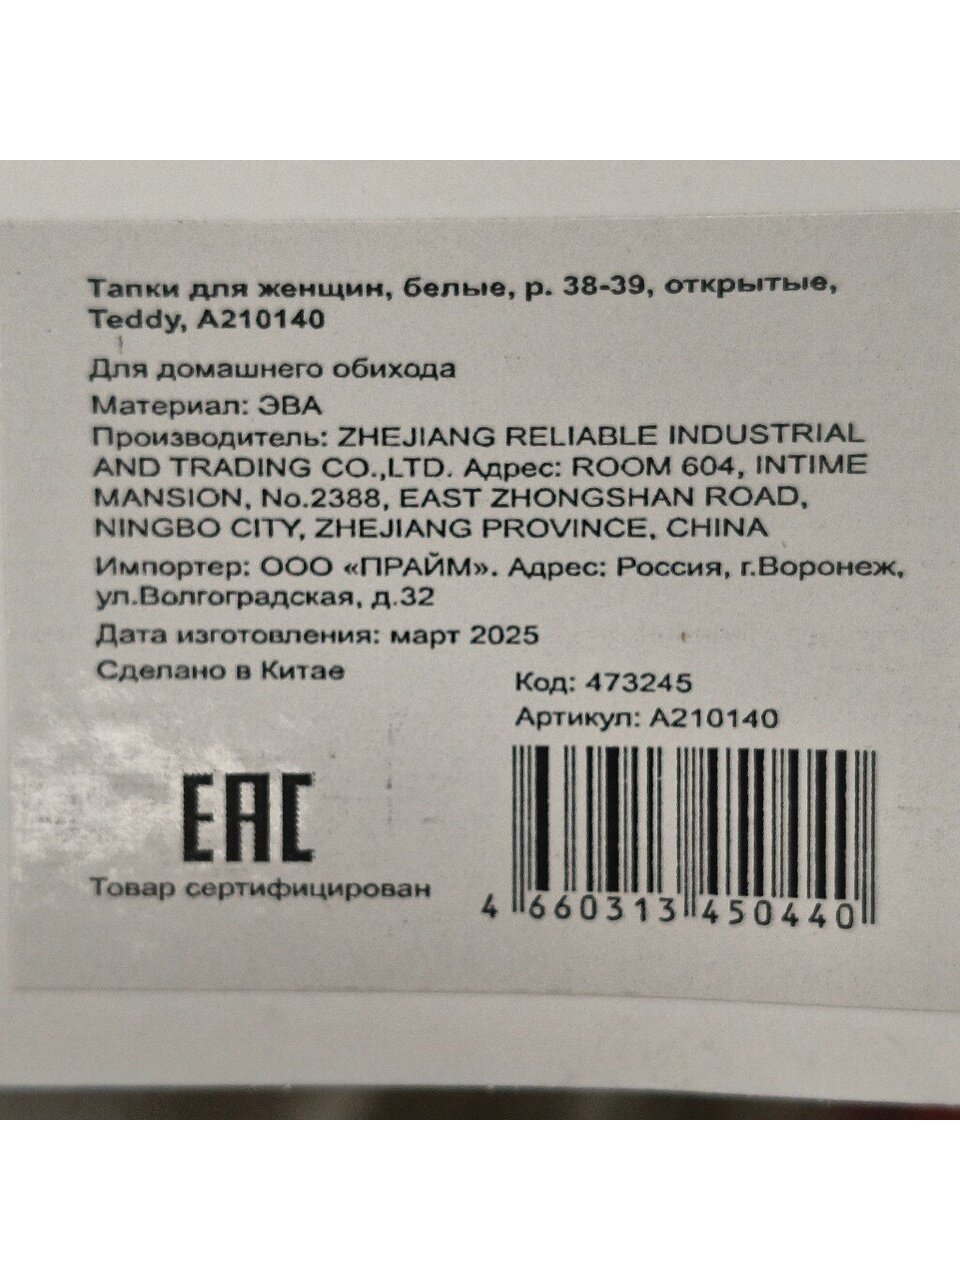 Тапки для женщин, белые, р. 38-39, открытые,
Teddy, A210140
Для домашнего обихода
Материал: ЭВА
Производитель: ZHEJIANG RELIABLE INDUSTRIAL
AND TRADING CO.,LTD. Адрес: ROOM 604, INTIME
MANSION, No.2388, EAST ZHONGSHAN ROAD,
NINGBO CITY, ZHEJIANG PROVINCE, CHINA
Импортер: ООО «ПРАЙМ». Адрес: Россия, г.Воронеж,
ул.Волгоградская, д.32
Дата изготовления: март 2025
Сделано в Китае
Код: 473245
Артикул: A210140
EAC
Товар сертифицирован
4 660313 450440